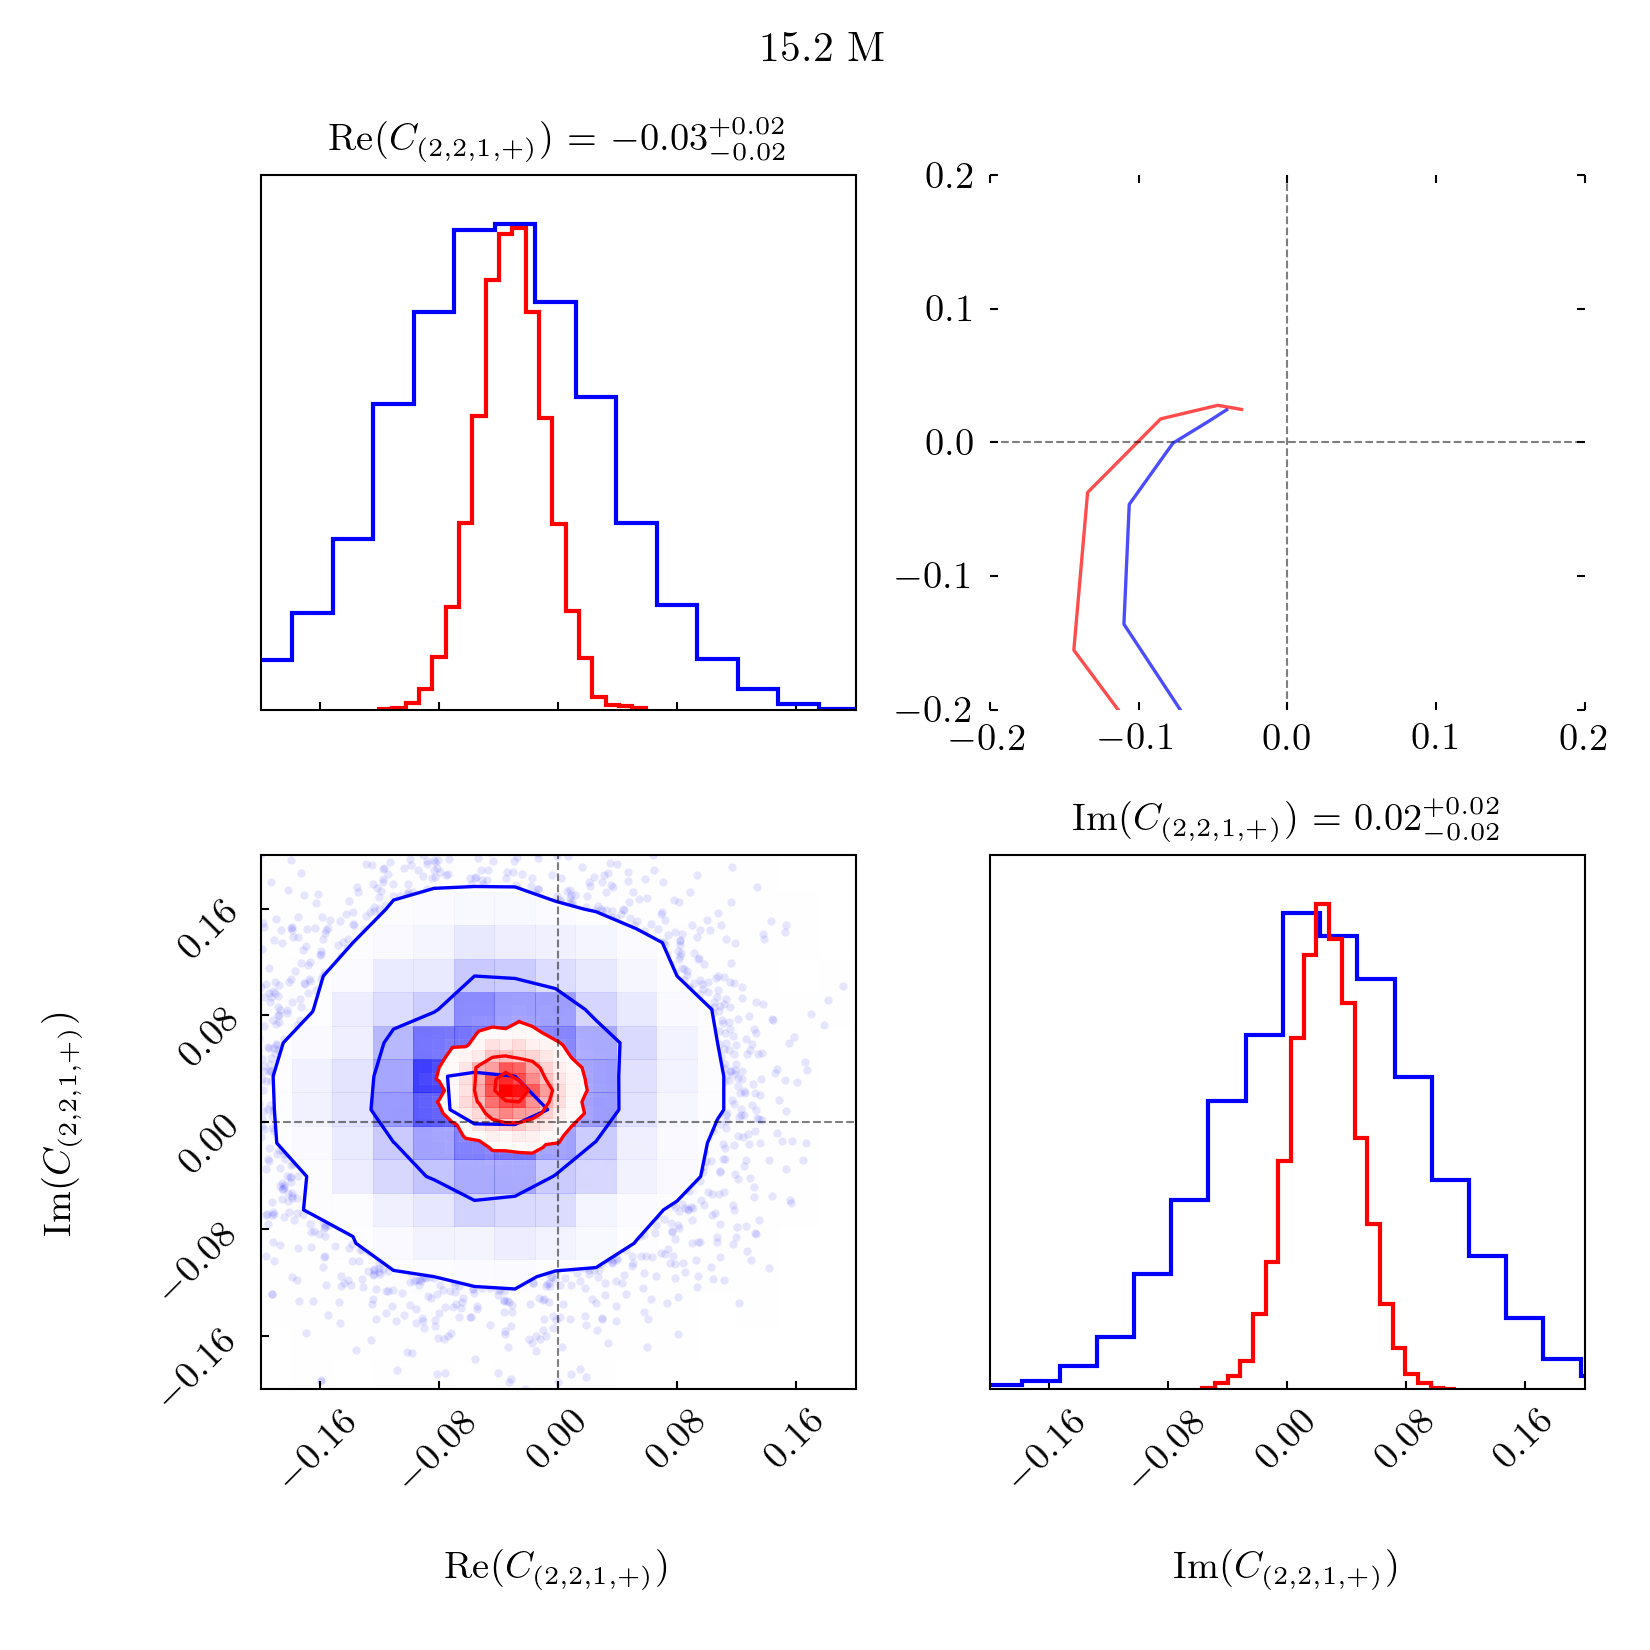 15.2 M
Re(C₍₂,₂,₁,₊₎) = −0.03⁺⁰·⁰²₋₀.₀₂
0.2
0.1
0.0
−0.1
−0.2
−0.2 −0.1 0.0 0.1 0.2
Im(C₍₂,₂,₁,₊₎) = 0.02⁺⁰·⁰²₋₀.₀₂
0.16
0.08
0.00
−0.08
−0.16
Im(C₍₂,₂,₁,₊₎)
−0.16 −0.08 0.00 0.08 0.16
−0.16 −0.08 0.00 0.08 0.16
Re(C₍₂,₂,₁,₊₎)
Im(C₍₂,₂,₁,₊₎)